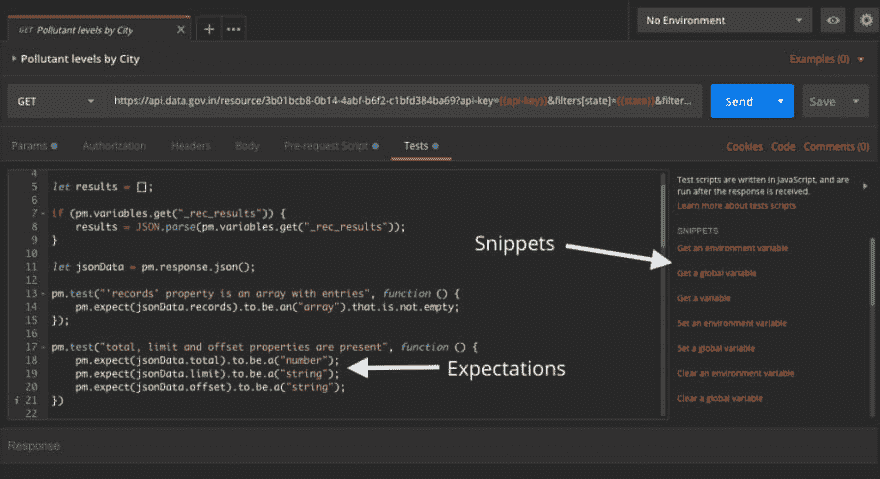 GET Pollutant levels by City
No Environment
Pollutant levels by City
Examples (0)
GET
https://api.data.gov.in/resource/3b01bcb8-0b14-4abf-b6f2-c1bfd384ba69?api-key={{api-key}}&filters[state]={{state}}&filter...
Send
Save
Params
Authorization
Headers
Body
Pre-request Script
Tests
Cookies
Code
Comments (0)
4
5 let results = [];
6
7 if (pm.variables.get("_rec_results")) {
8 results = JSON.parse(pm.variables.get("_rec_results"));
9 }
10
11 let jsonData = pm.response.json();
12
13 pm.test("'records' property is an array with entries", function () {
14 pm.expect(jsonData.records).to.be.an("array").that.is.not.empty;
15 });
16
17 pm.test("total, limit and offset properties are present", function () {
18 pm.expect(jsonData.total).to.be.a("number");
19 pm.expect(jsonData.limit).to.be.a("string");
20 pm.expect(jsonData.offset).to.be.a("string");
i 21 })
22
Snippets
Expectations
Test scripts are written in JavaScript, and are
run after the response is received.
Learn more about tests scripts
SNIPPETS
Get an environment variable
Get a global variable
Get a variable
Set an environment variable
Set a global variable
Clear an environment variable
Clear a global variable
Response